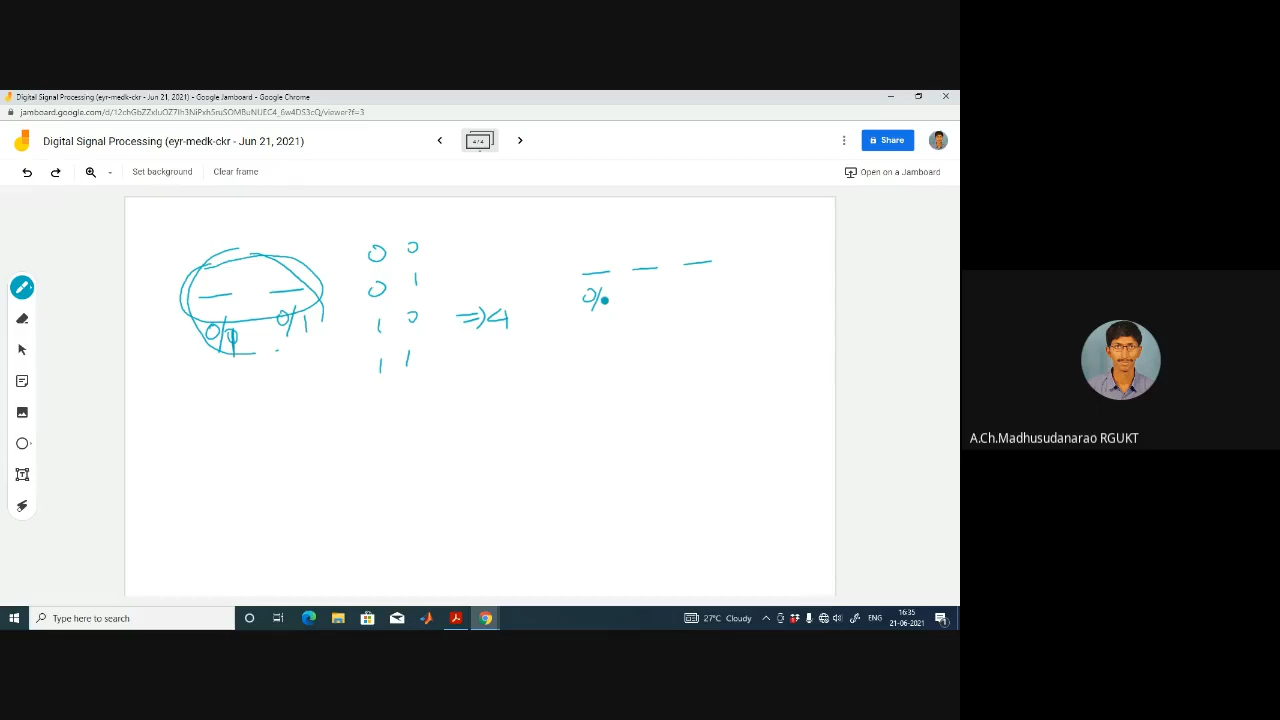 Digital Signal Processing (eyr-medk-ckr - Jun 21, 2021) - Google Jamboard - Google Chrome
Digital Signal Processing (eyr-medk-ckr - Jun 21, 2021)
4 / 4
Share
Set background
Clear frame
Open on a Jamboard
0 0
0 1
1 0 => 4
1 1
0/1
0/
A.Ch.Madhusudanarao RGUKT
Type here to search
27°C Cloudy
ENG
16:35
21-06-2021